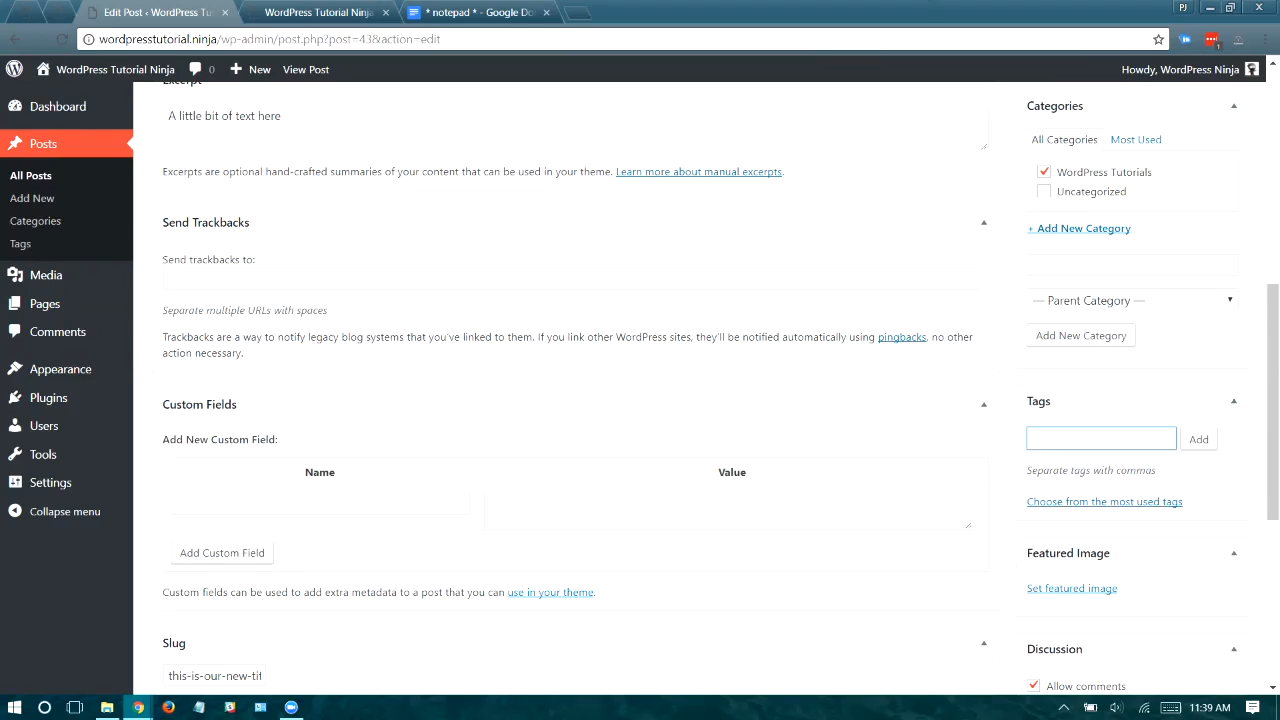 Edit Post ‹ WordPress Tu
WordPress Tutorial Ninja
* notepad * - Google Do
PJ
wordpresstutorial.ninja/wp-admin/post.php?post=43&action=edit
WordPress Tutorial Ninja
0
New
View Post
Howdy, WordPress Ninja
Dashboard
Posts
All Posts
Add New
Categories
Tags
Media
Pages
Comments
Appearance
Plugins
Users
Tools
Settings
Collapse menu
Excerpt
A little bit of text here
Excerpts are optional hand-crafted summaries of your content that can be used in your theme. Learn more about manual excerpts.
Send Trackbacks
Send trackbacks to:
Separate multiple URLs with spaces
Trackbacks are a way to notify legacy blog systems that you've linked to them. If you link other WordPress sites, they'll be notified automatically using pingbacks, no other
action necessary.
Custom Fields
Add New Custom Field:
Name
Value
Add Custom Field
Custom fields can be used to add extra metadata to a post that you can use in your theme.
Slug
this-is-our-new-tit
Categories
All Categories
Most Used
WordPress Tutorials
Uncategorized
+ Add New Category
— Parent Category —
Add New Category
Tags
Add
Separate tags with commas
Choose from the most used tags
Featured Image
Set featured image
Discussion
Allow comments
11:39 AM